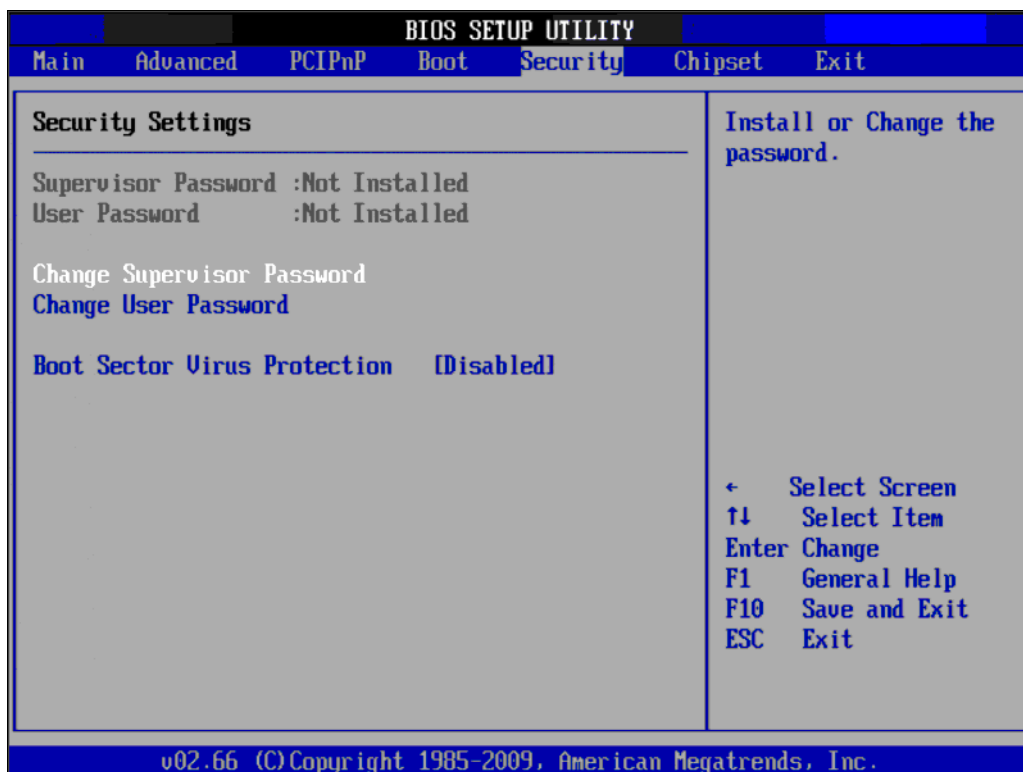 BIOS SETUP UTILITY
Main Advanced PCIPnP Boot Security Chipset Exit
Security Settings
Supervisor Password :Not Installed
User Password :Not Installed
Change Supervisor Password
Change User Password
Boot Sector Virus Protection [Disabled]
Install or Change the
password.
← Select Screen
↑↓ Select Item
Enter Change
F1 General Help
F10 Save and Exit
ESC Exit
v02.66 (C)Copyright 1985-2009, American Megatrends, Inc.